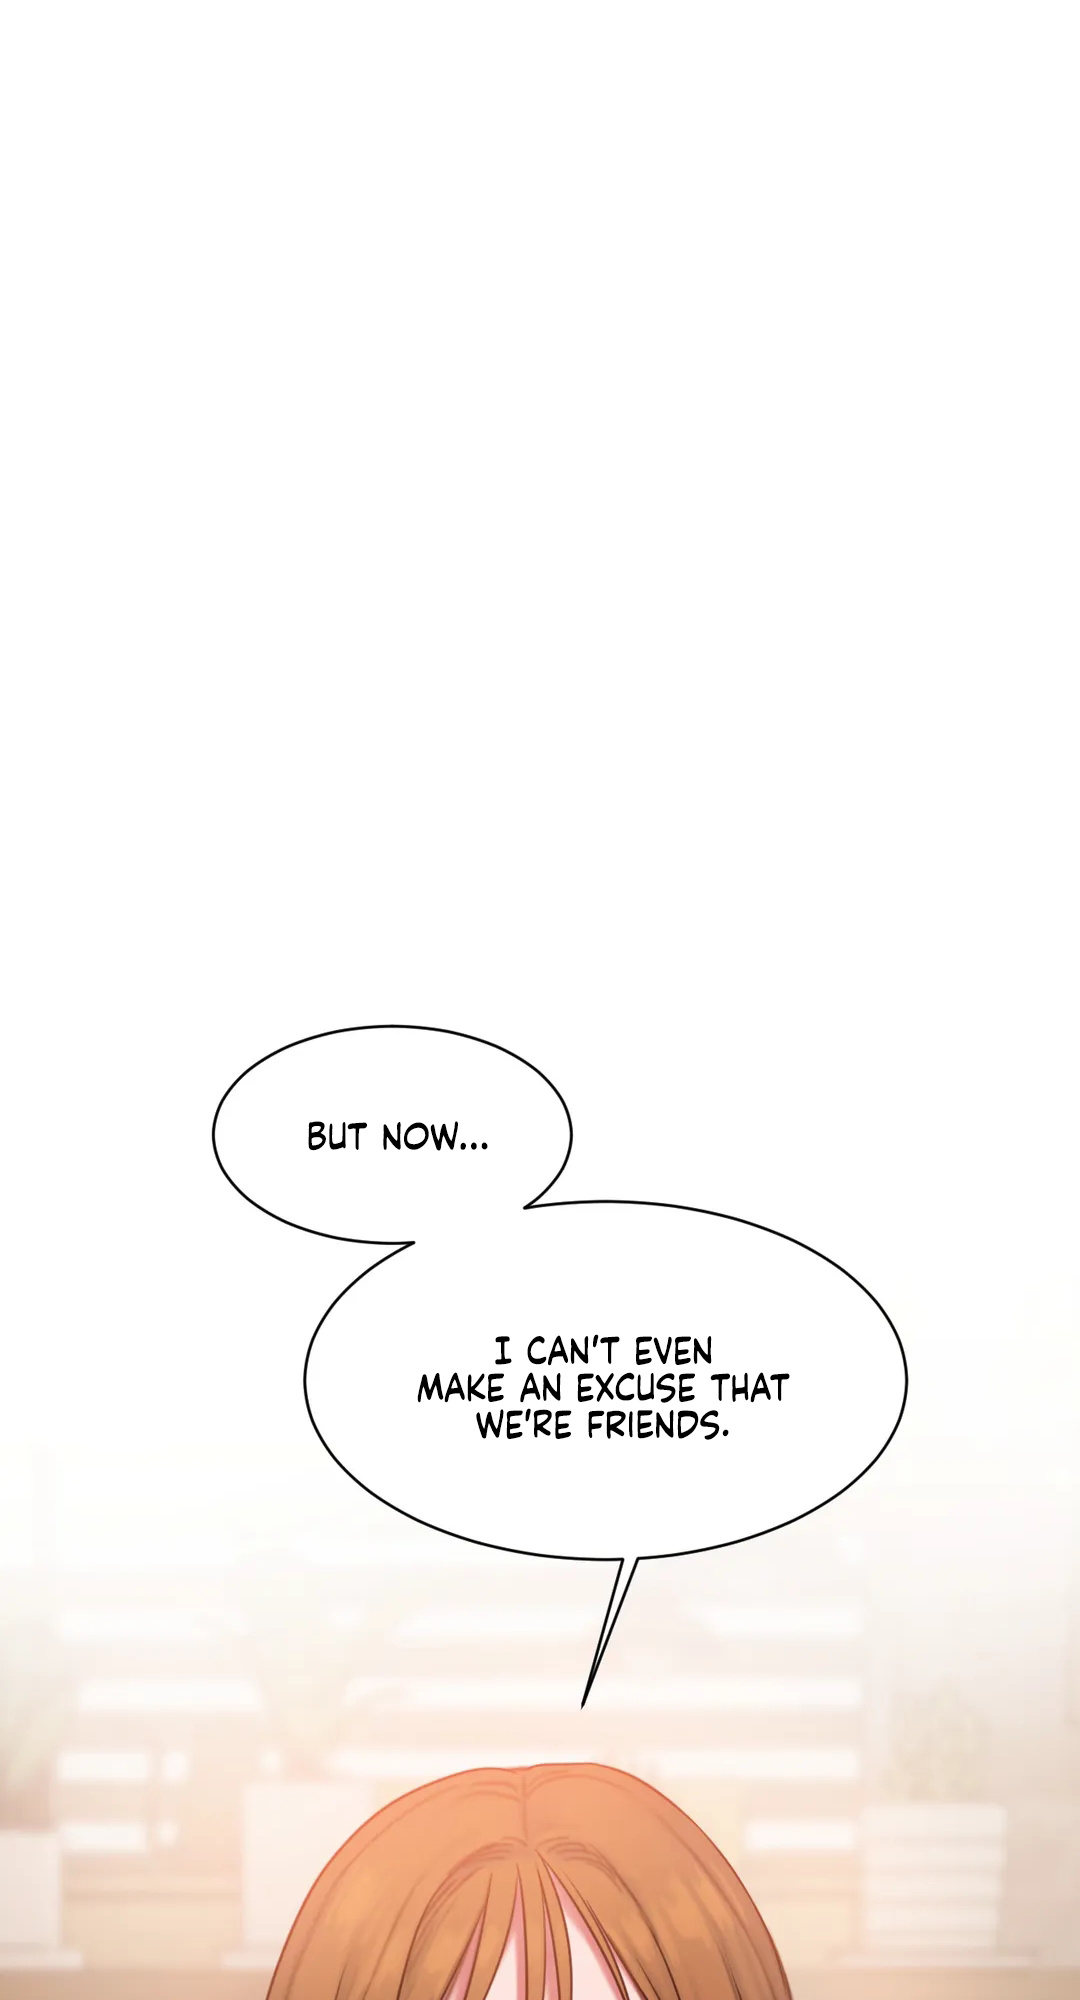 BUT NOW...
I CAN'T EVEN
MAKE AN EXCUSE THAT
WE'RE FRIENDS.